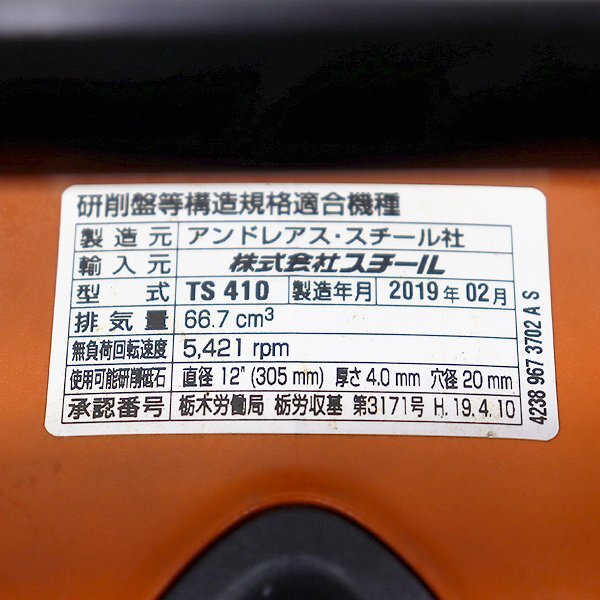 研削盤等構造規格適合機種
製造元 アンドレアス・スチール社
輸入元 株式会社スチール
型式 TS 410 製造年月 2019年 02月
排気量 66.7 cm³
無負荷回転速度 5,421 rpm
使用可能研削砥石 直径 12" (305 mm) 厚さ 4.0 mm 穴径 20 mm
承認番号 栃木労働局 栃労収基 第3171号 H. 19. 4. 10
4238 967 3702 A S